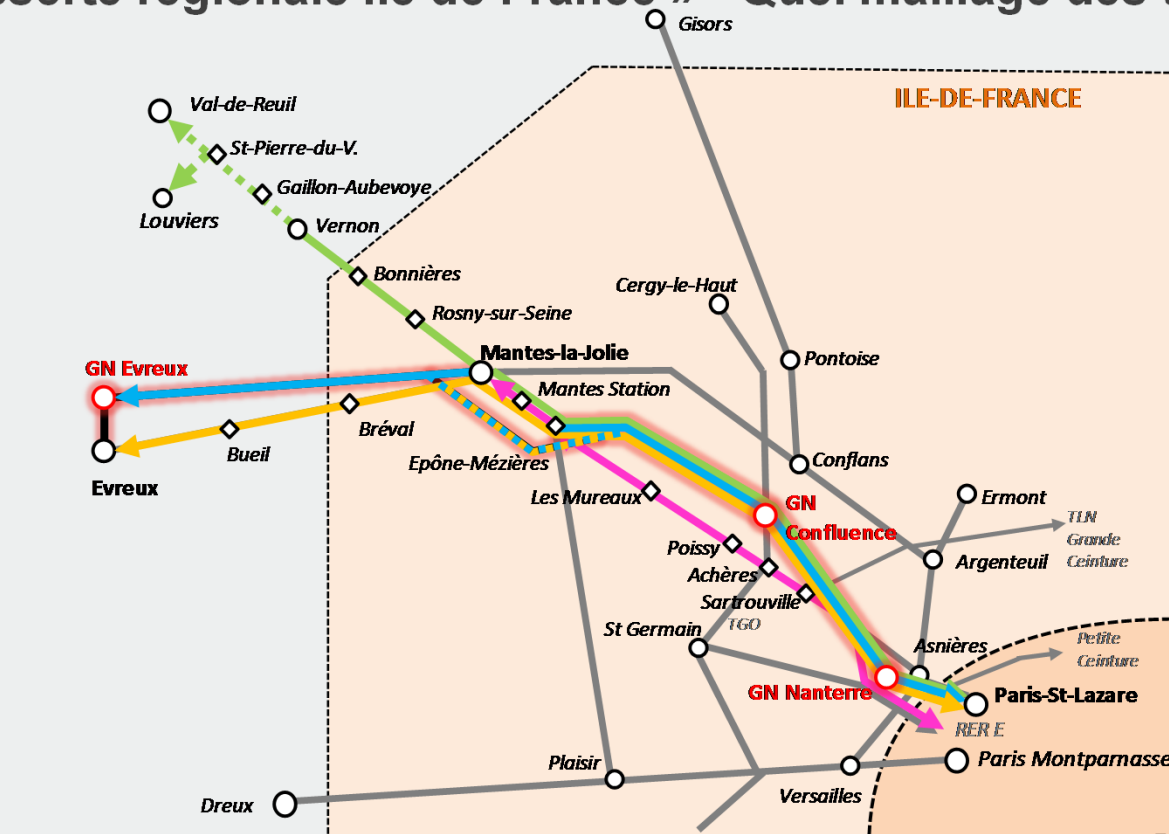 Gisors
ILE-DE-FRANCE
Val-de-Reuil
St-Pierre-du-V.
Gaillon-Aubevoye
Louviers
Vernon
Bonnières
Cergy-le-Haut
Rosny-sur-Seine
Mantes-la-Jolie
Pontoise
GN Evreux
Mantes Station
Bréval
Bueil
Epône-Mézières
Conflans
Evreux
Les Mureaux
GN
Confluence
Ermont
TLN
Grande
Ceinture
Poissy
Achères
Argenteuil
Sartrouville
TGO
St Germain
Asnières
Petite
Ceinture
GN Nanterre
Paris-St-Lazare
RER E
Plaisir
Paris Montparnasse
Versailles
Dreux